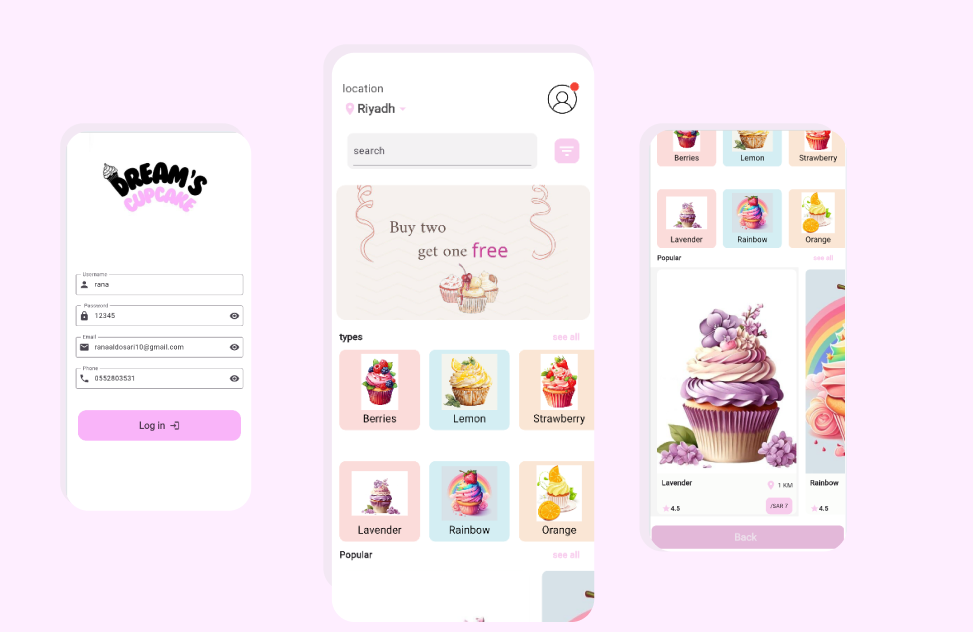 DREAM'S
CUPCAKE
Username
rana
Password
12345
Email
ranaaldosari10@gmail.com
Phone
0552803531
Log in
location
Riyadh
search
Buy two
get one free
types see all
Berries Lemon Strawberry
Lavender Rainbow Orange
Popular see all
Berries Lemon Strawberry
Lavender Rainbow Orange
Popular see all
Lavender 1 KM Rainbow
4.5 /SAR 7 4.5
Back